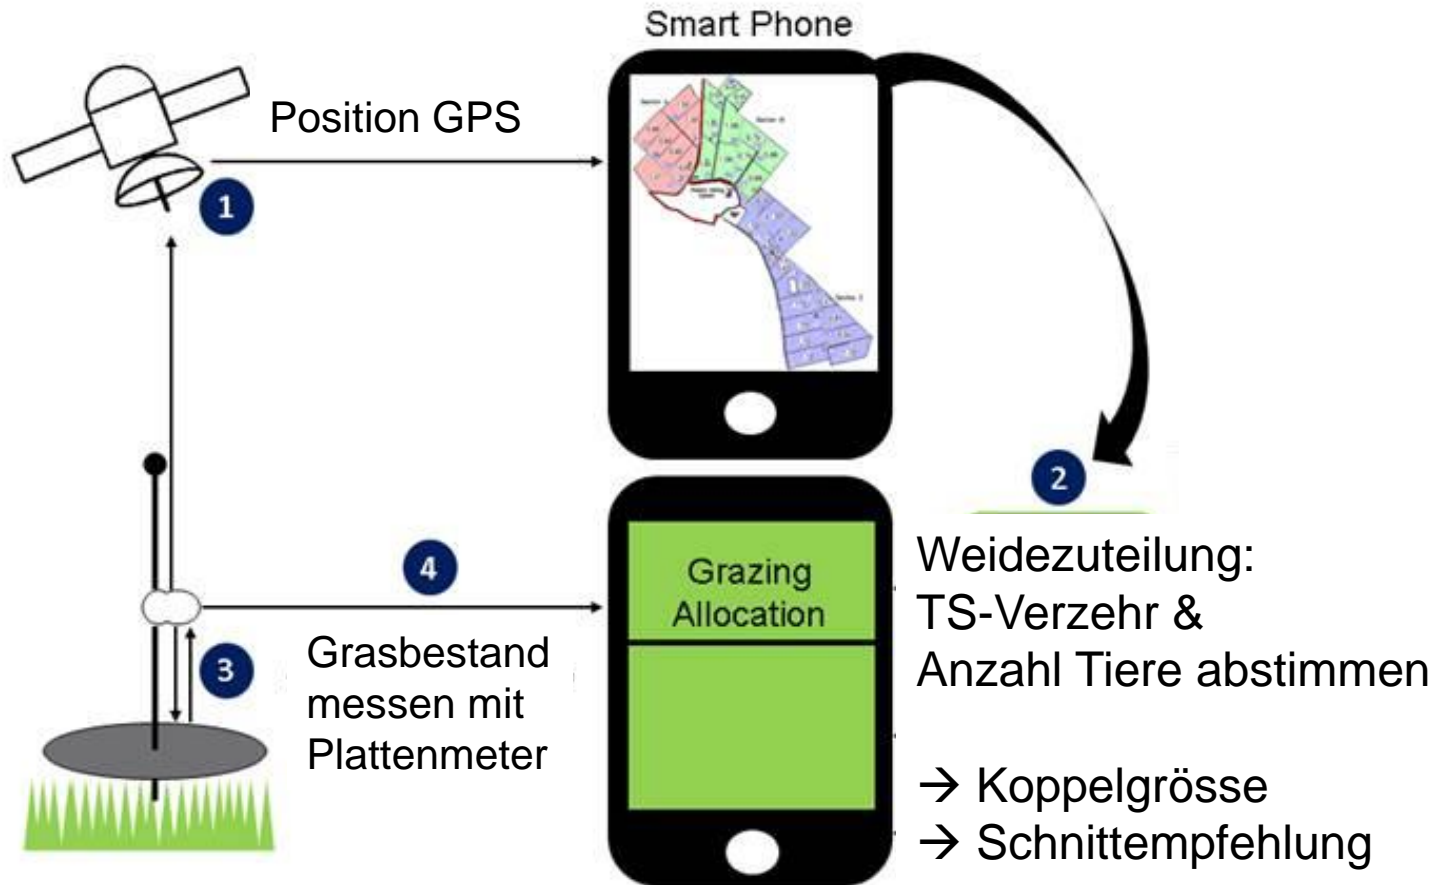 Smart Phone
Position GPS
1
2
Grazing
Allocation
Weidezuteilung:
TS-Verzehr &
Anzahl Tiere abstimmen
→ Koppelgrösse
→ Schnittempfehlung
4
3
Grasbestand
messen mit
Plattenmeter